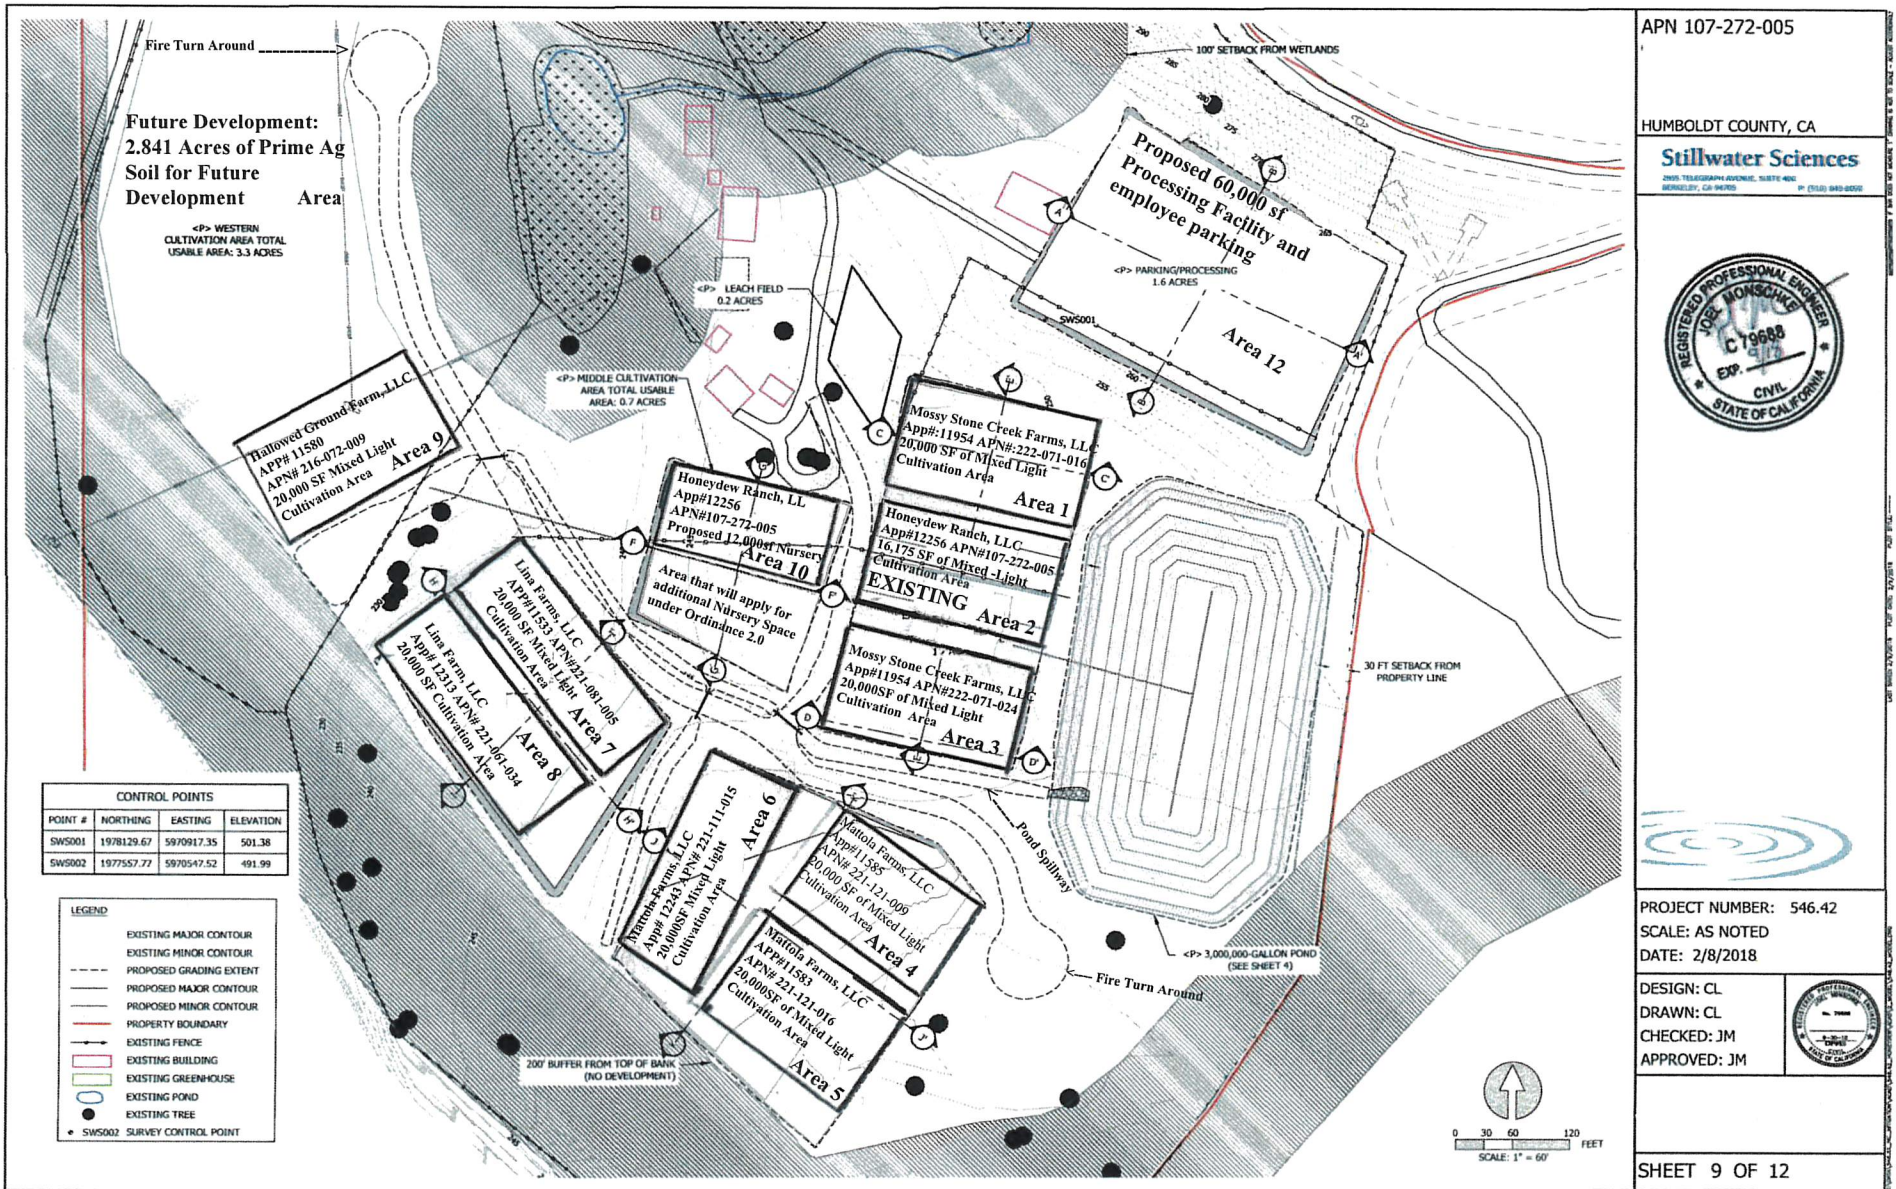 Fire Turn Around
Future Development:
2.841 Acres of Prime Ag
Soil for Future
Development Area
<P> WESTERN
CULTIVATION AREA TOTAL
USABLE AREA: 3.3 ACRES
100' SETBACK FROM WETLANDS
290
285
280
275
265
Proposed 60,000 sf
Processing Facility and
employee parking
<P> PARKING/PROCESSING
1.6 ACRES
SWS001
Area 12
A'
B'
A'
B
<P> LEACH FIELD
0.2 ACRES
260
255
250
<P> MIDDLE CULTIVATION
AREA TOTAL USABLE
AREA: 0.7 ACRES
Hallowed Ground Farm, LLC
APP# 11580
APN# 216-072-009
20,000 SF Mixed Light
Cultivation Area
Area 9
Mossy Stone Creek Farms, LLC
App#:11954 APN#:222-071-016
20,000 SF of Mixed Light
Cultivation Area
Area 1
C
C
Honeydew Ranch, LL
App#12256
APN#107-272-005
Proposed 12,000sf Nursery
Area 10
F
F'
Area that will apply for
additional Nursery Space
under Ordinance 2.0
Honeydew Ranch, LLC
App#12256 APN#107-272-005
16,175 SF of Mixed -Light
Cultivation Area
EXISTING Area 2
Mossy Stone Creek Farms, LLC
App#11954 APN#222-071-024
20,000SF of Mixed Light
Cultivation Area
Area 3
D
D'
30 FT SETBACK FROM
PROPERTY LINE
Lina Farms, LLC
APP#11533 APN#221-081-005
20,000 SF Mixed Light
Cultivation Area
Area 7
H
H'
Lina Farm, LLC
App# 12313 APN# 221-061-034
20,000 SF Cultivation Area
Area 8
Mattola Farms, LLC
App# 12243 APN# 221-111-015
20,000SF Mixed Light
Cultivation Area
Area 6
Mattola Farms, LLC
App#11585
APN# 221-121-009
20,000 SF of Mixed Light
Cultivation Area
Area 4
Mattola Farms, LLC
APP#11583
APN# 221-121-016
20,000SF of Mixed Light
Cultivation Area
Area 5
J
J'
Pond Spillway
<P> 3,000,000-GALLON POND
(SEE SHEET 4)
Fire Turn Around
200' BUFFER FROM TOP OF BANK
(NO DEVELOPMENT)
CONTROL POINTS
POINT # NORTHING EASTING ELEVATION
SWS001 1978129.67 5970917.35 501.38
SWS002 1977557.77 5970547.52 491.99
LEGEND
EXISTING MAJOR CONTOUR
EXISTING MINOR CONTOUR
PROPOSED GRADING EXTENT
PROPOSED MAJOR CONTOUR
PROPOSED MINOR CONTOUR
PROPERTY BOUNDARY
EXISTING FENCE
EXISTING BUILDING
EXISTING GREENHOUSE
EXISTING POND
EXISTING TREE
SWS002 SURVEY CONTROL POINT
0 30 60 120
FEET
SCALE: 1" = 60'
APN 107-272-005
HUMBOLDT COUNTY, CA
Stillwater Sciences
2855 TELEGRAPH AVENUE, SUITE 400
BERKELEY, CA 94705
REGISTERED PROFESSIONAL ENGINEER
JOEL MONSCHKE
C 79688
EXP.
CIVIL
STATE OF CALIFORNIA
PROJECT NUMBER: 546.42
SCALE: AS NOTED
DATE: 2/8/2018
DESIGN: CL
DRAWN: CL
CHECKED: JM
APPROVED: JM
SHEET 9 OF 12